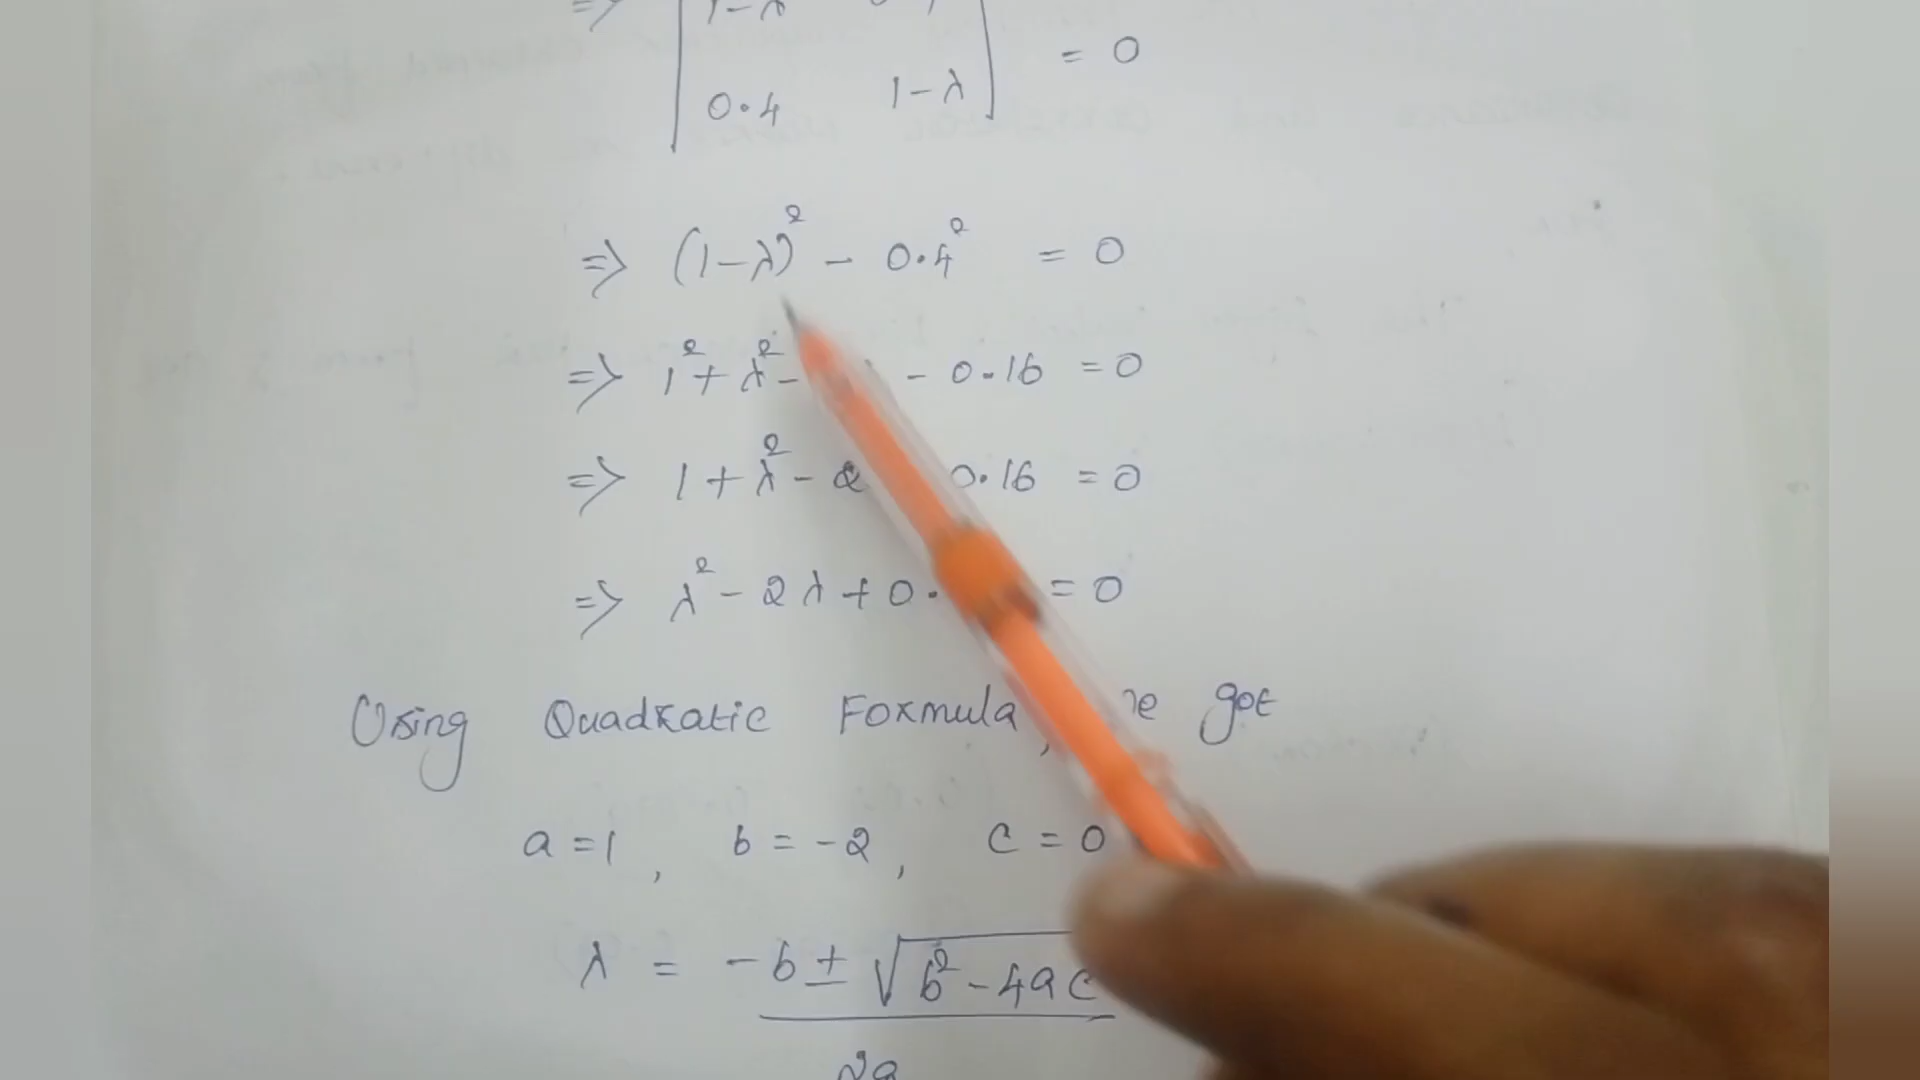 => | 1-λ
0.4 1-λ | = 0
=> (1-λ)² - 0.4² = 0
=> 1² + λ² - - 0.16 = 0
=> 1 + λ² - 2 0.16 = 0
=> λ² - 2λ + 0. = 0
Using Quadratic Formula, got
a = 1, b = -2, c = 0
λ = -b ± √b² - 4ac
2a